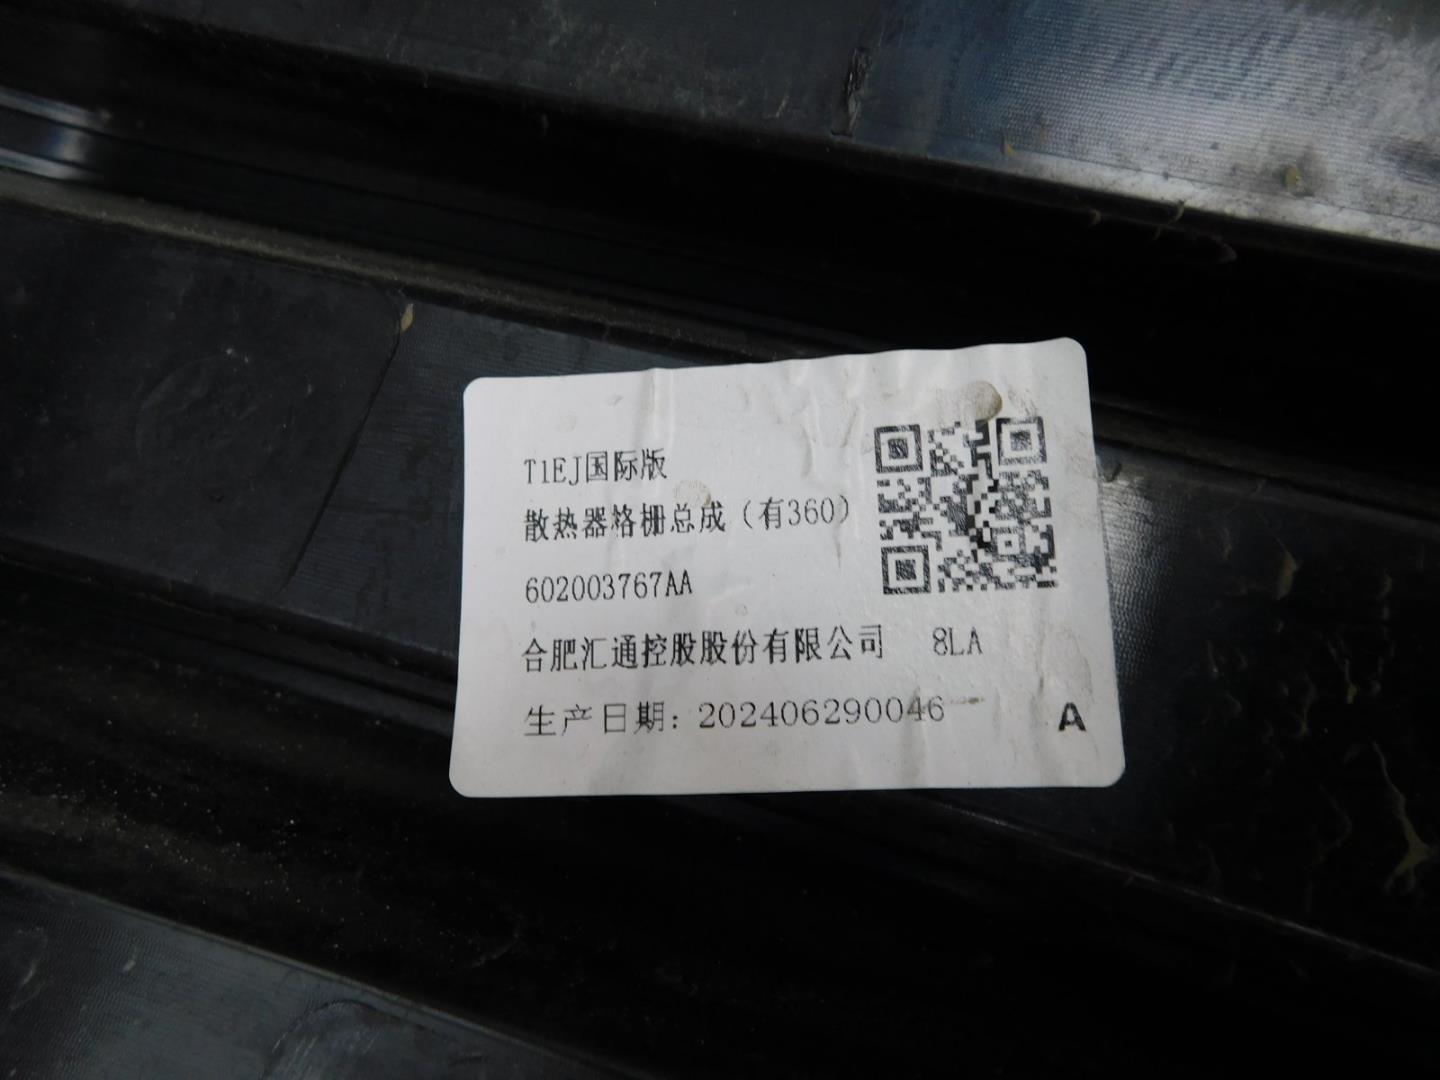 T1EJ国际版
散热器格栅总成（有360）
602003767AA
合肥汇通控股股份有限公司 8LA
生产日期: 202406290046
A